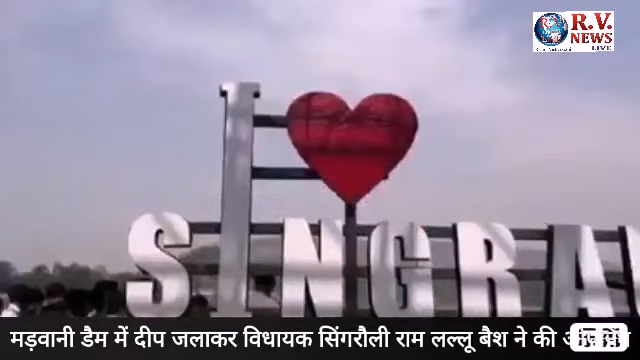 R.V.
NEWS
LIVE
I
SINGRA
मड़वानी डैम में दीप जलाकर विधायक सिंगरौली राम लल्लू बैश ने की